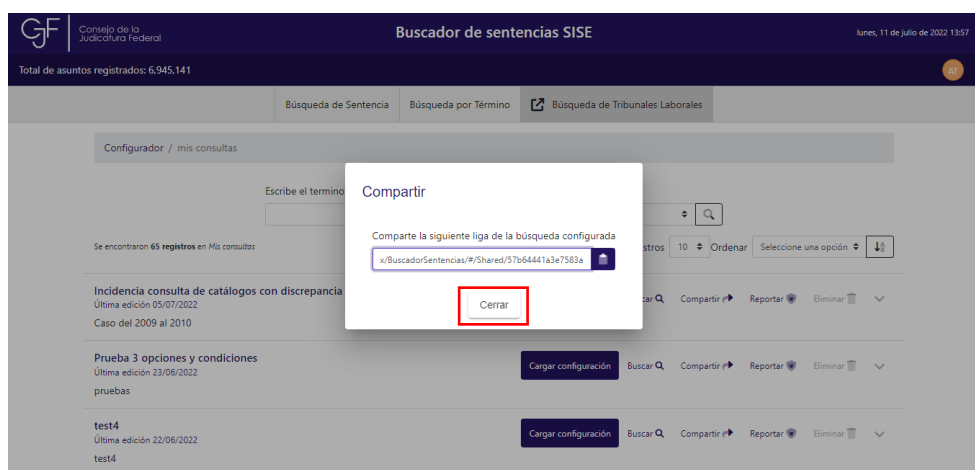 CJF
Consejo de la
Judicatura Federal
Buscador de sentencias SISE
lunes, 11 de julio de 2022 13:57
Total de asuntos registrados: 6,945,141
AT
Búsqueda de Sentencia
Búsqueda por Término
Búsqueda de Tribunales Laborales
Configurador / mis consultas
Escribe el termino
Compartir
Comparte la siguiente liga de la búsqueda configurada
x/BuscadorSentencias/#/Shared/57b64441a3e7583a
Cerrar
Se encontraron 65 registros en Mis consultas
stros 10 Ordenar Seleccione una opción
Incidencia consulta de catálogos con discrepancia
Última edición 05/07/2022
Caso del 2009 al 2010
car Compartir Reportar Eliminar
Prueba 3 opciones y condiciones
Última edición 23/06/2022
pruebas
Cargar configuración Buscar Compartir Reportar Eliminar
test4
Última edición 22/06/2022
test4
Cargar configuración Buscar Compartir Reportar Eliminar